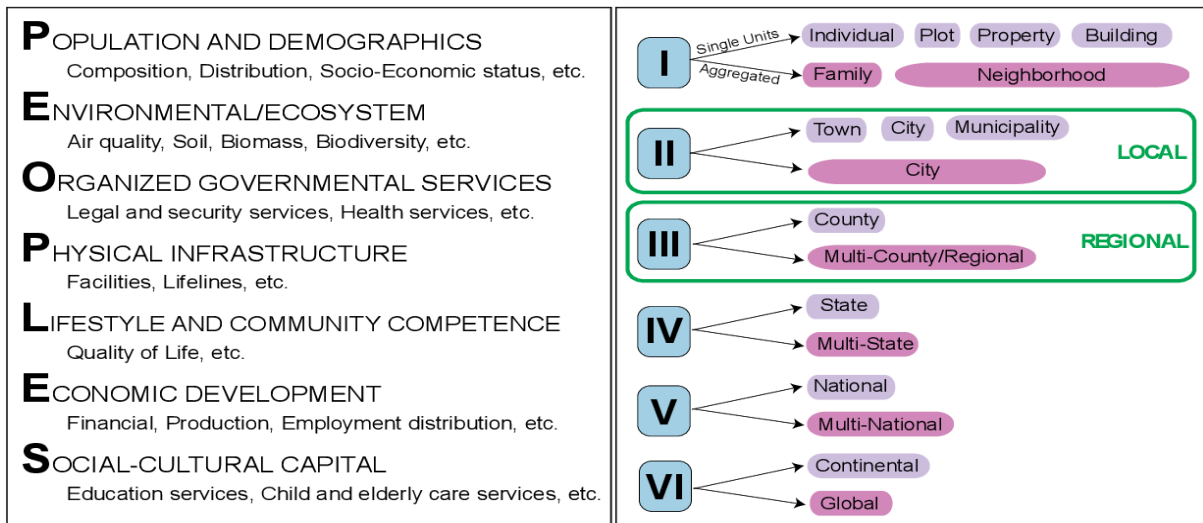 POPULATION AND DEMOGRAPHICS
Composition, Distribution, Socio-Economic status, etc.
ENVIRONMENTAL/ECOSYSTEM
Air quality, Soil, Biomass, Biodiversity, etc.
ORGANIZED GOVERNMENTAL SERVICES
Legal and security services, Health services, etc.
PHYSICAL INFRASTRUCTURE
Facilities, Lifelines, etc.
LIFESTYLE AND COMMUNITY COMPETENCE
Quality of Life, etc.
ECONOMIC DEVELOPMENT
Financial, Production, Employment distribution, etc.
SOCIAL-CULTURAL CAPITAL
Education services, Child and elderly care services, etc.
I
Single Units
Individual Plot Property Building
Aggregated
Family Neighborhood
II
Town City Municipality
City
LOCAL
III
County
Multi-County/Regional
REGIONAL
IV
State
Multi-State
V
National
Multi-National
VI
Continental
Global